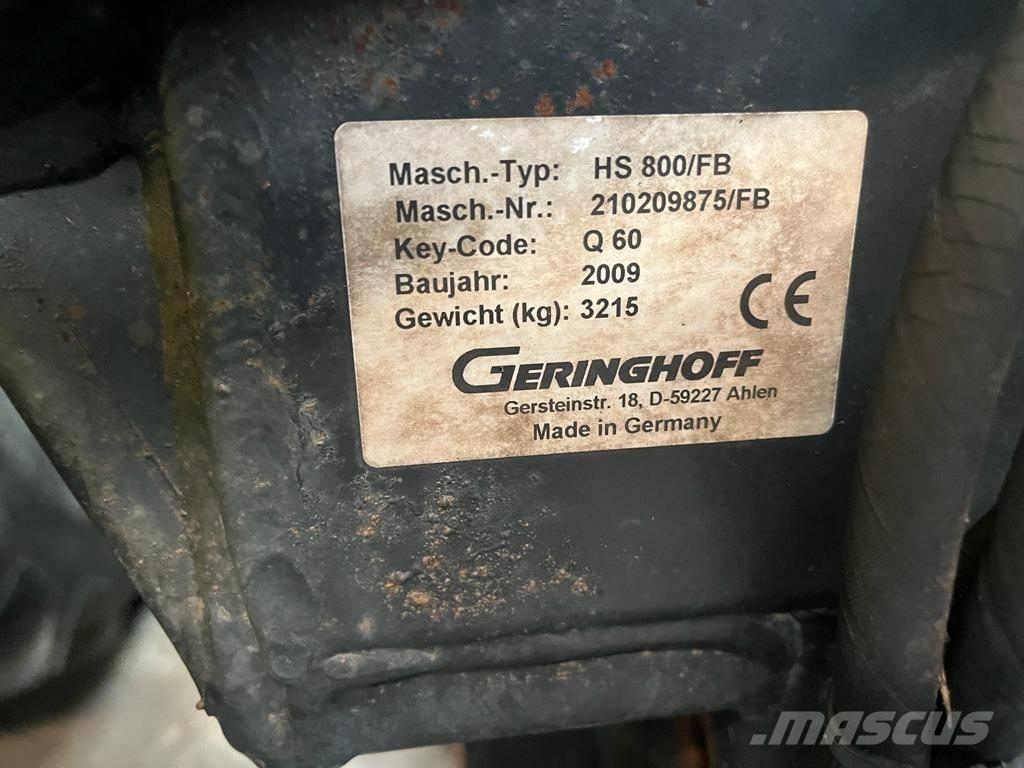 Masch.-Typ: HS 800/FB
Masch.-Nr.: 210209875/FB
Key-Code: Q 60
Baujahr: 2009
Gewicht (kg): 3215
CE
GERINGHOFF
Gersteinstr. 18, D-59227 Ahlen
Made in Germany
MASCUS